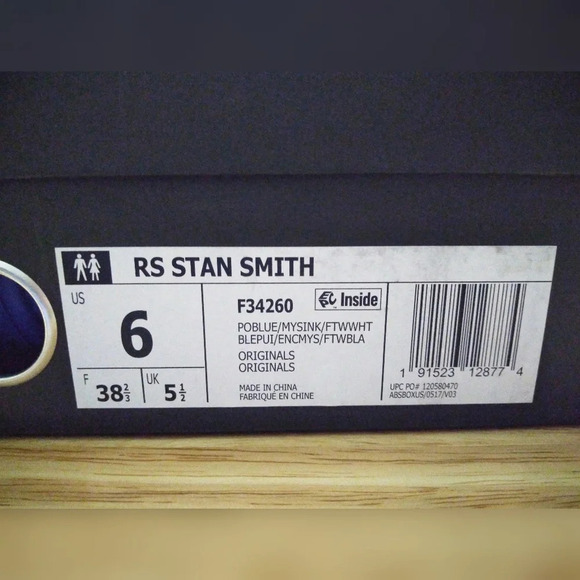 RS STAN SMITH
US
6
F
38 2/3
UK
5 1/2
F34260
Inside
POBLUE/MYSINK/FTWWHT
BLEPUI/ENCMYS/FTWBLA
ORIGINALS
ORIGINALS
MADE IN CHINA
FABRIQUÉ EN CHINE
1 91523 12877 4
UPC PO# 120580470
ABSBOXUS/0517/V03